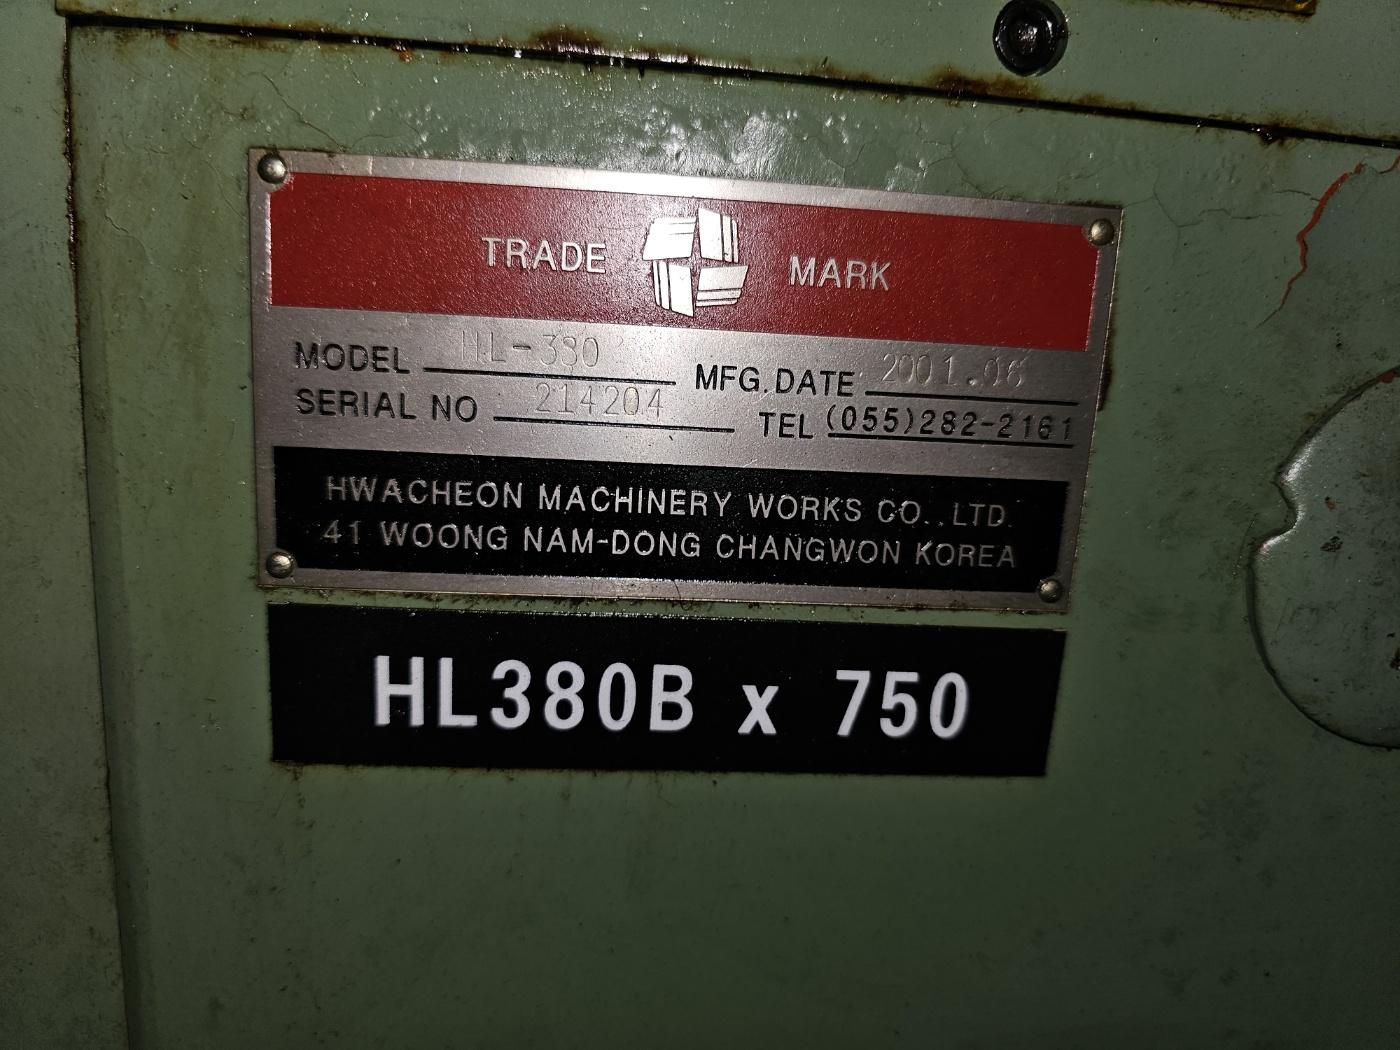 TRADE MARK
MODEL HL-380 MFG. DATE 2001.06
SERIAL NO 214204 TEL (055)282-2161
HWACHEON MACHINERY WORKS CO., LTD.
41 WOONG NAM-DONG CHANGWON KOREA
HL380B x 750